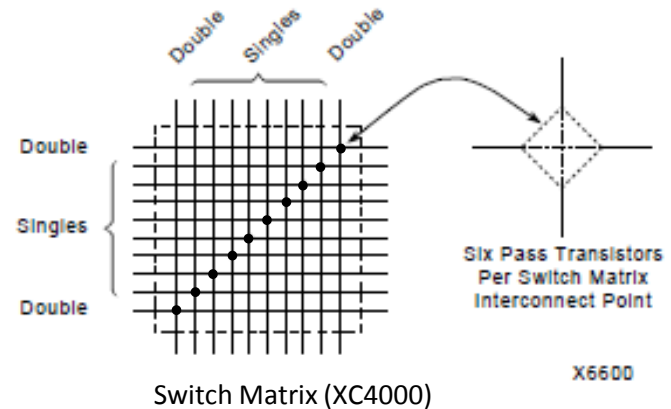 Double
Singles
Double
Double
Singles
Double
Six Pass Transistors
Per Switch Matrix
Interconnect Point
X6600
Switch Matrix (XC4000)